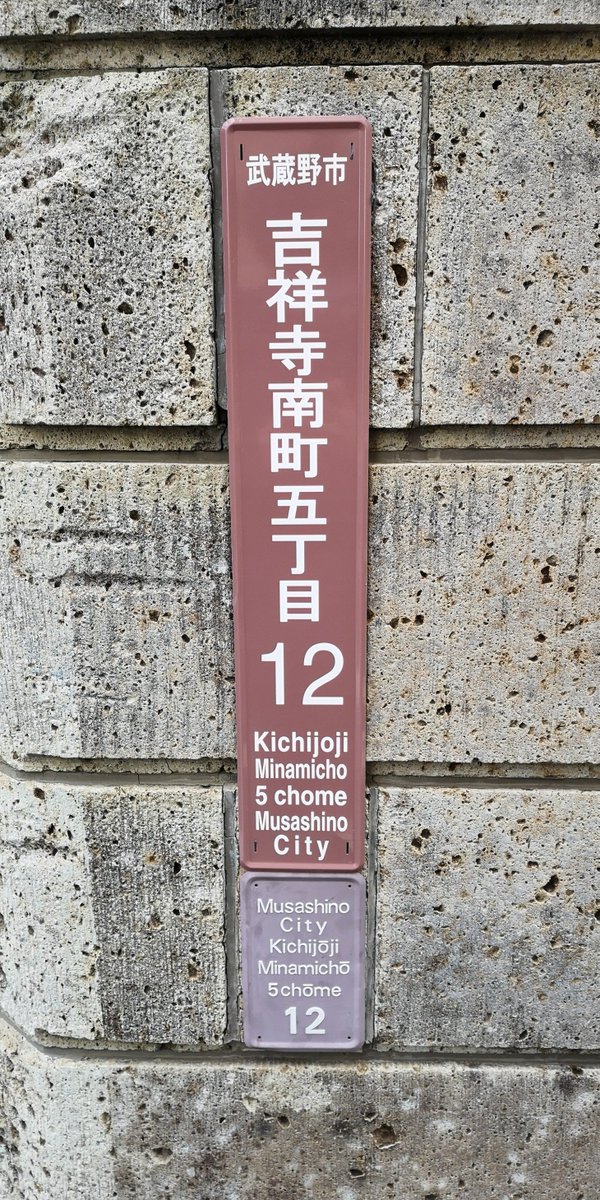 武蔵野市
吉祥寺南町五丁目
12
Kichijoji
Minamicho
5 chome
Musashino
City
Musashino
City
Kichijōji
Minamichō
5chōme
12